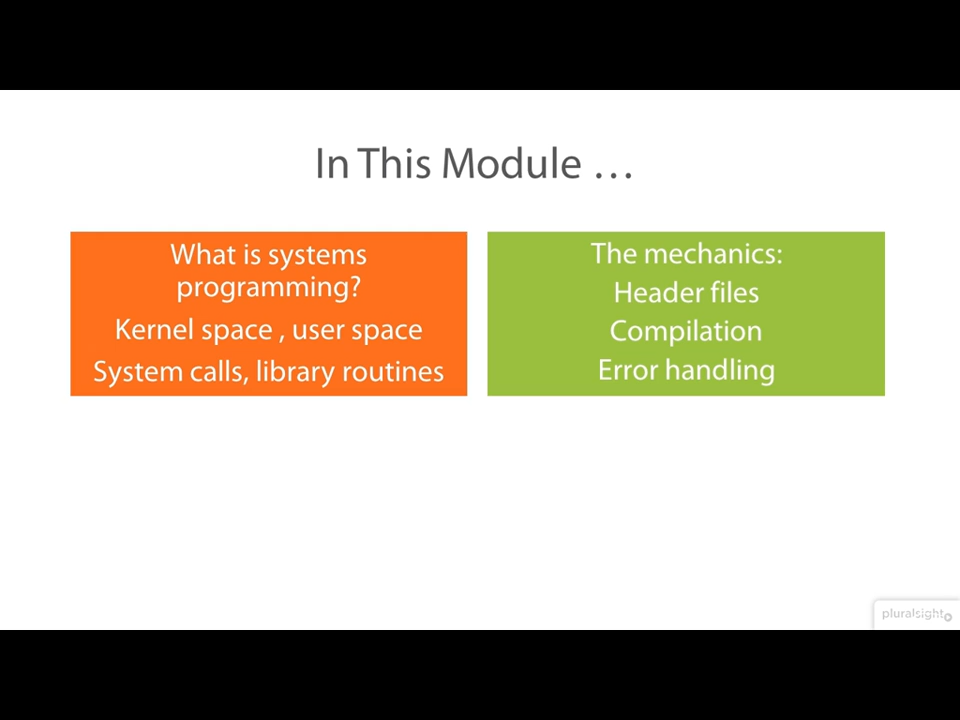 In This Module …
What is systems
programming?
Kernel space , user space
System calls, library routines
The mechanics:
Header files
Compilation
Error handling
pluralsight